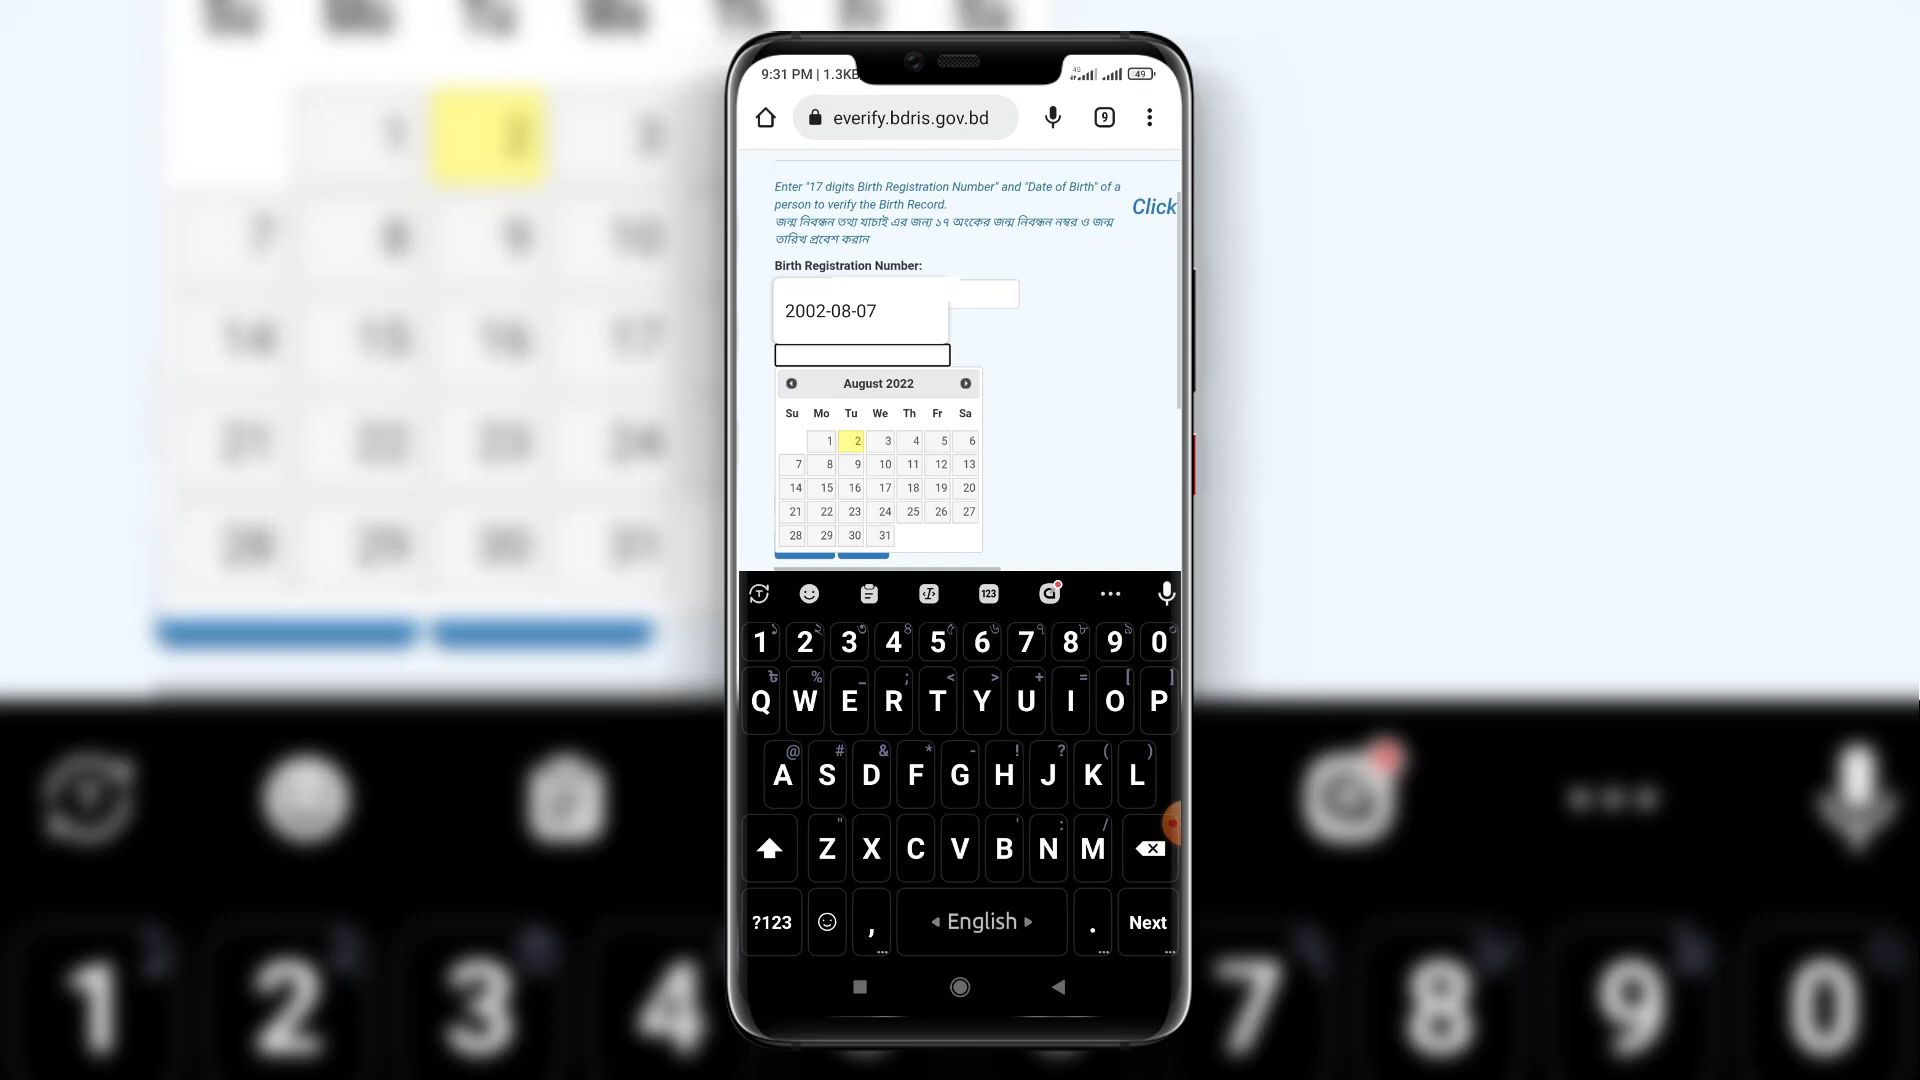 9:31 PM | 1.3KB
4G
49
everify.bdris.gov.bd
9
Enter "17 digits Birth Registration Number" and "Date of Birth" of a
person to verify the Birth Record.
Click
জন্ম নিবন্ধন তথ্য যাচাই এর জন্য ১৭ অংকের জন্ম নিবন্ধন নম্বর ও জন্ম
তারিখ প্রবেশ করান
Birth Registration Number:
2002-08-07
August 2022
Su Mo Tu We Th Fr Sa
1 2 3 4 5 6
7 8 9 10 11 12 13
14 15 16 17 18 19 20
21 22 23 24 25 26 27
28 29 30 31
123
1 2 3 4 5 6 7 8 9 0
Q W E R T Y U I O P
A S D F G H J K L
Z X C V B N M
?123 , English . Next